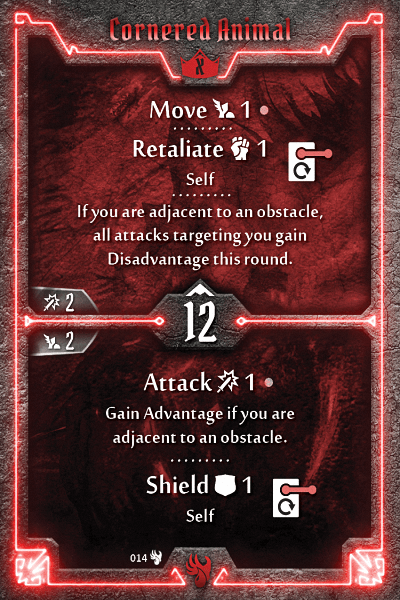 Cornered Animal
א
Move 1
Retaliate 1
Self
If you are adjacent to an obstacle,
all attacks targeting you gain
Disadvantage this round.
2
12
2
Attack 1
Gain Advantage if you are
adjacent to an obstacle.
Shield 1
Self
014